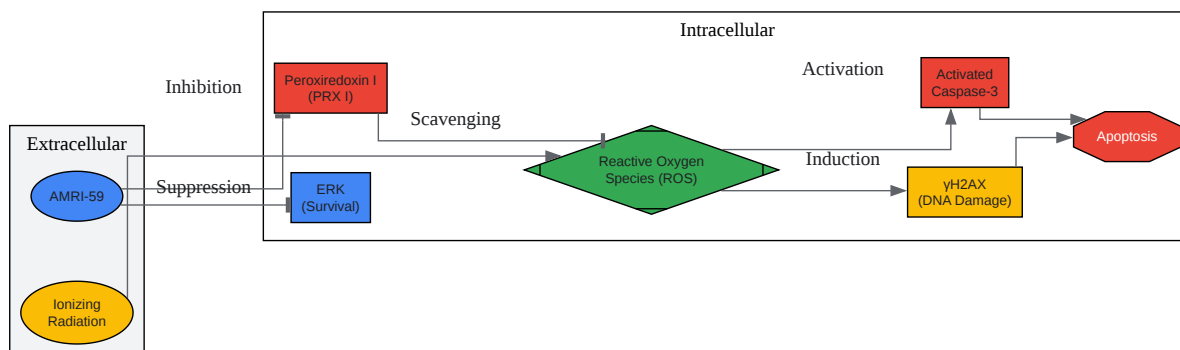 Intracellular
Inhibition
Peroxiredoxin I
(PRX I)
Activation
Activated
Caspase-3
Scavenging
Extracellular
Apoptosis
Reactive Oxygen
Species (ROS)
Induction
AMRI-59
Suppression
ERK
(Survival)
γH2AX
(DNA Damage)
Ionizing
Radiation